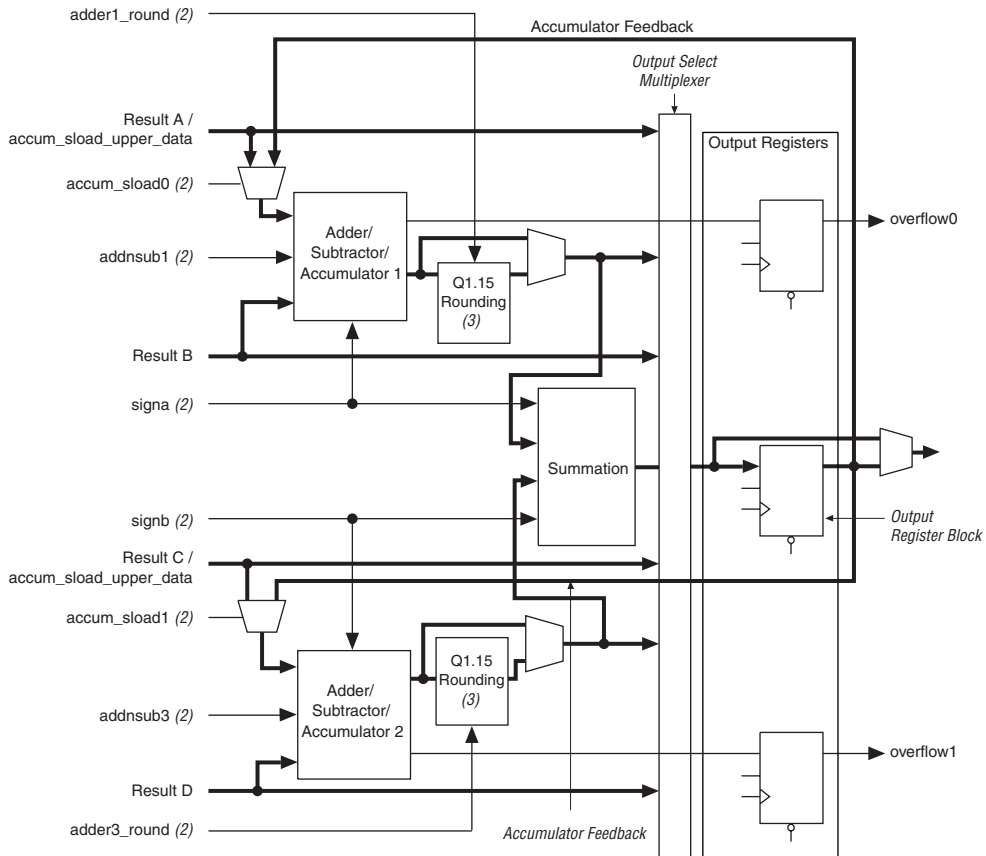 adder1_round (2)
Accumulator Feedback
Output Select
Multiplexer
Result A /
accum_sload_upper_data
Output Registers
accum_sload0 (2)
overflow0
Adder/
Subtractor/
Accumulator 1
addnsub1 (2)
Q1.15
Rounding
(3)
Result B
signa (2)
Summation
signb (2)
Output
Register Block
Result C /
accum_sload_upper_data
accum_sload1 (2)
Q1.15
Rounding
(3)
Adder/
Subtractor/
Accumulator 2
addnsub3 (2)
overflow1
Result D
adder3_round (2)
Accumulator Feedback